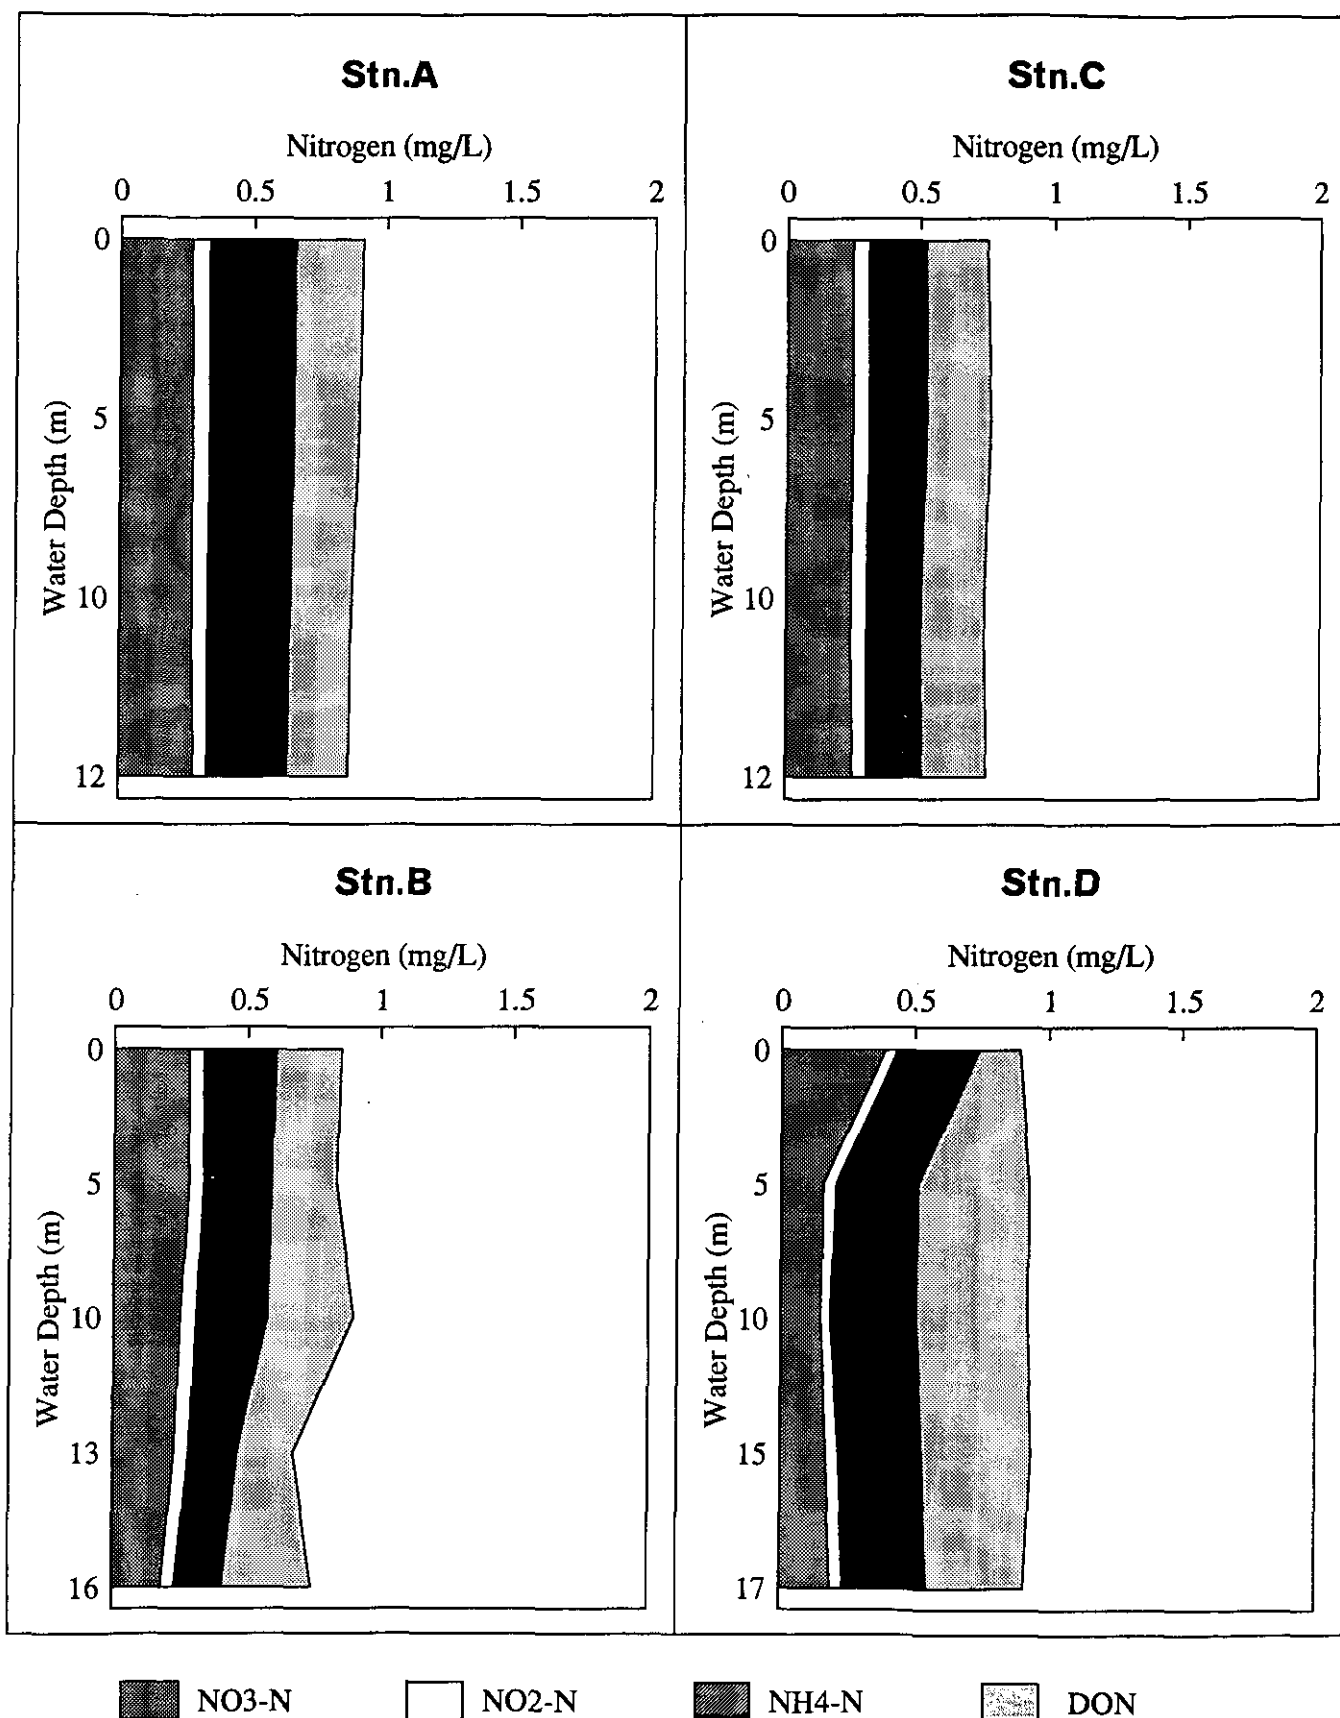 Stn.A
Nitrogen (mg/L)
0 0.5 1 1.5 2
Water Depth (m)
0
5
10
12
Stn.C
Nitrogen (mg/L)
0 0.5 1 1.5 2
Water Depth (m)
0
5
10
12
Stn.B
Nitrogen (mg/L)
0 0.5 1 1.5 2
Water Depth (m)
0
5
10
13
16
Stn.D
Nitrogen (mg/L)
0 0.5 1 1.5 2
Water Depth (m)
0
5
10
15
17
NO3-N NO2-N NH4-N DON